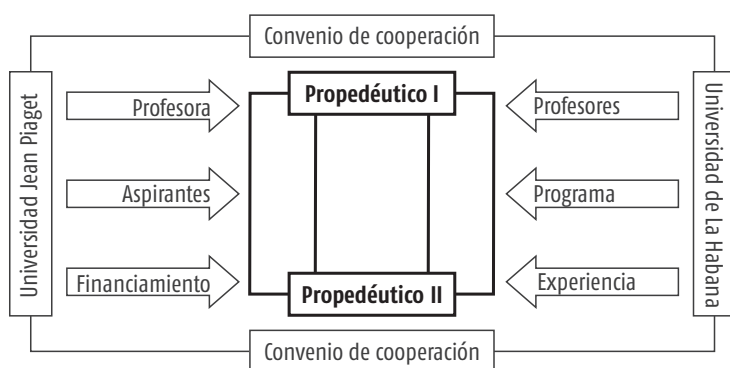 Convenio de cooperación
Universidad Jean Piaget
Profesora
Aspirantes
Financiamiento
Propedéutico I
Propedéutico II
Profesores
Programa
Experiencia
Universidad de La Habana
Convenio de cooperación